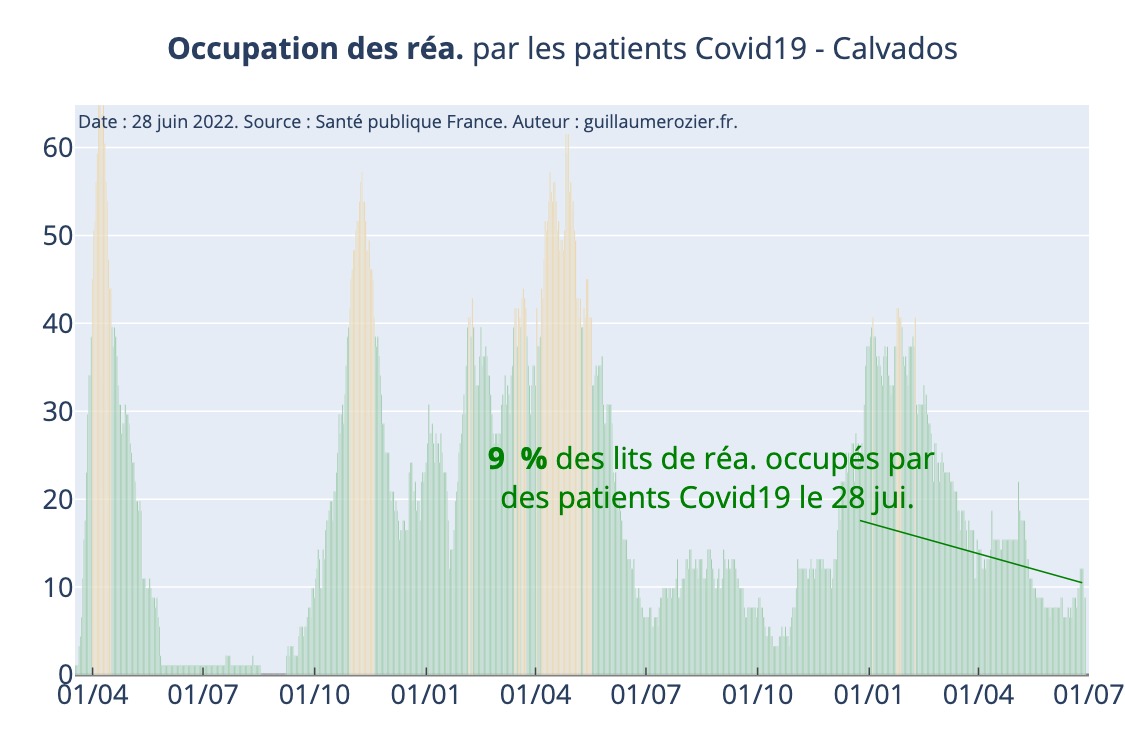 Occupation des réa. par les patients Covid19 - Calvados
Date : 28 juin 2022. Source : Santé publique France. Auteur : guillaumerozier.fr.
60
50
40
30
9 % des lits de réa. occupés par
des patients Covid19 le 28 jui.
20
10
0
01/04 01/07 01/10 01/01 01/04 01/07 01/10 01/01 01/04 01/07